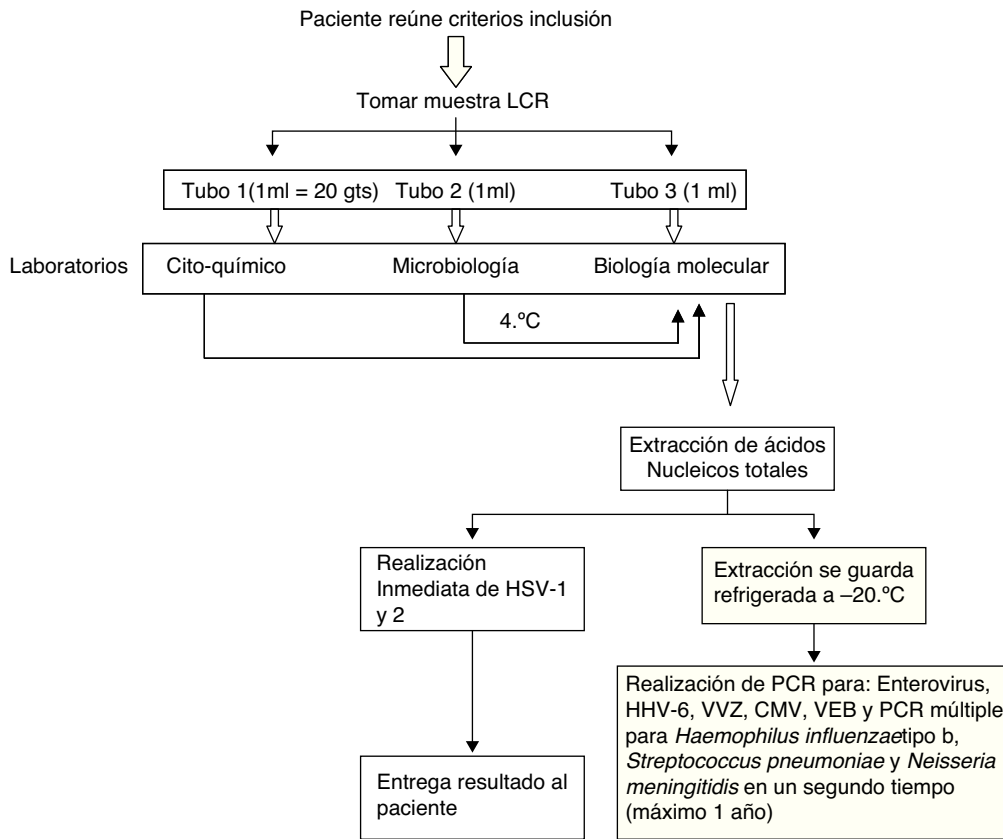 Paciente reúne criterios inclusión
Tomar muestra LCR
Tubo 1(1ml = 20 gts) Tubo 2 (1ml) Tubo 3 (1 ml)
Laboratorios Cito-químico Microbiología Biología molecular
4.ºC
Extracción de ácidos
Nucleicos totales
Realización
Inmediata de HSV-1
y 2
Extracción se guarda
refrigerada a –20.ºC
Entrega resultado al
paciente
Realización de PCR para: Enterovirus,
HHV-6, VVZ, CMV, VEB y PCR múltiple
para Haemophilus influenzaetipo b,
Streptococcus pneumoniae y Neisseria
meningitidis en un segundo tiempo
(máximo 1 año)